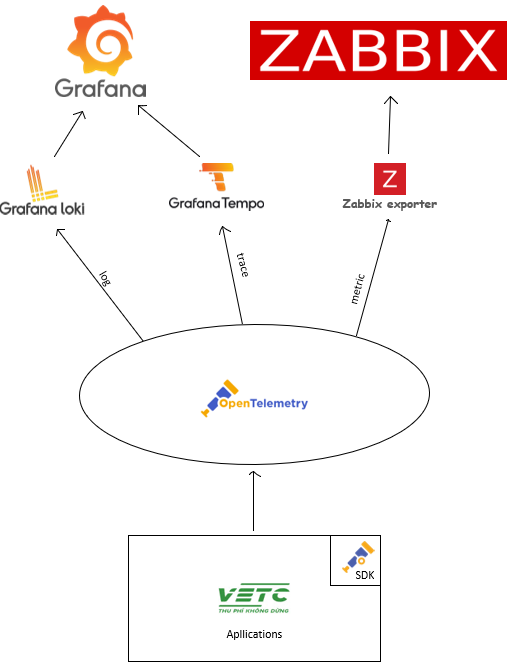 Grafana
ZABBIX
Grafana loki
Grafana Tempo
Z
Zabbix exporter
log
trace
metric
OpenTelemetry
SDK
VETC
THU PHÍ KHÔNG DỪNG
Apllications